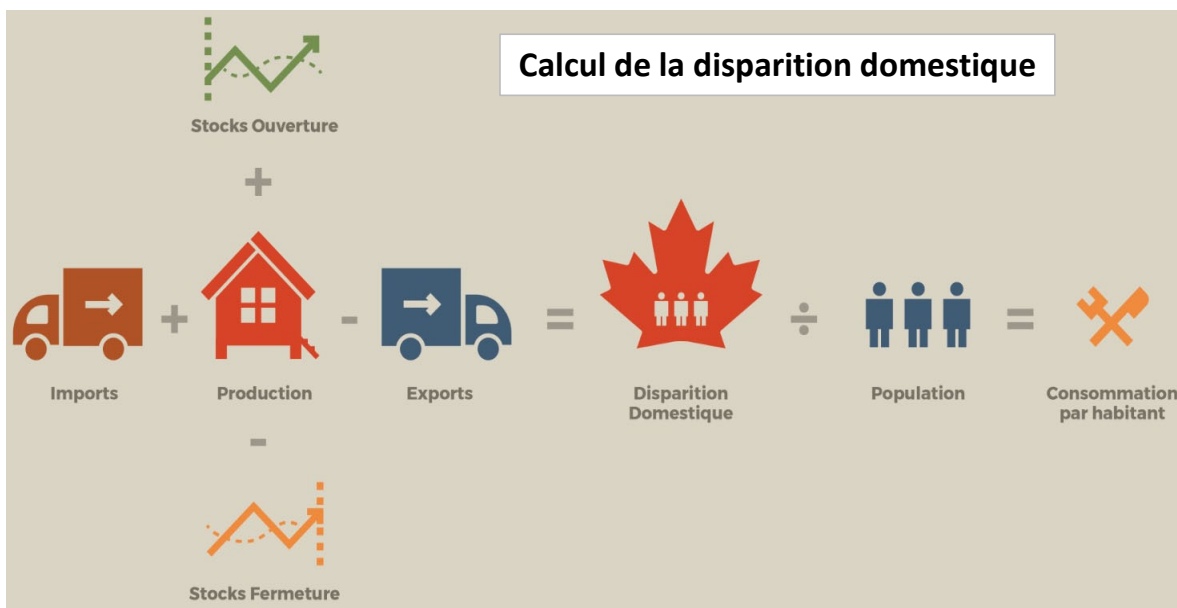 Calcul de la disparition domestique
Stocks Ouverture
+
+
-
=
÷
=
Imports
Production
Exports
Disparition
Domestique
Population
Consommation
par habitant
-
Stocks Fermeture